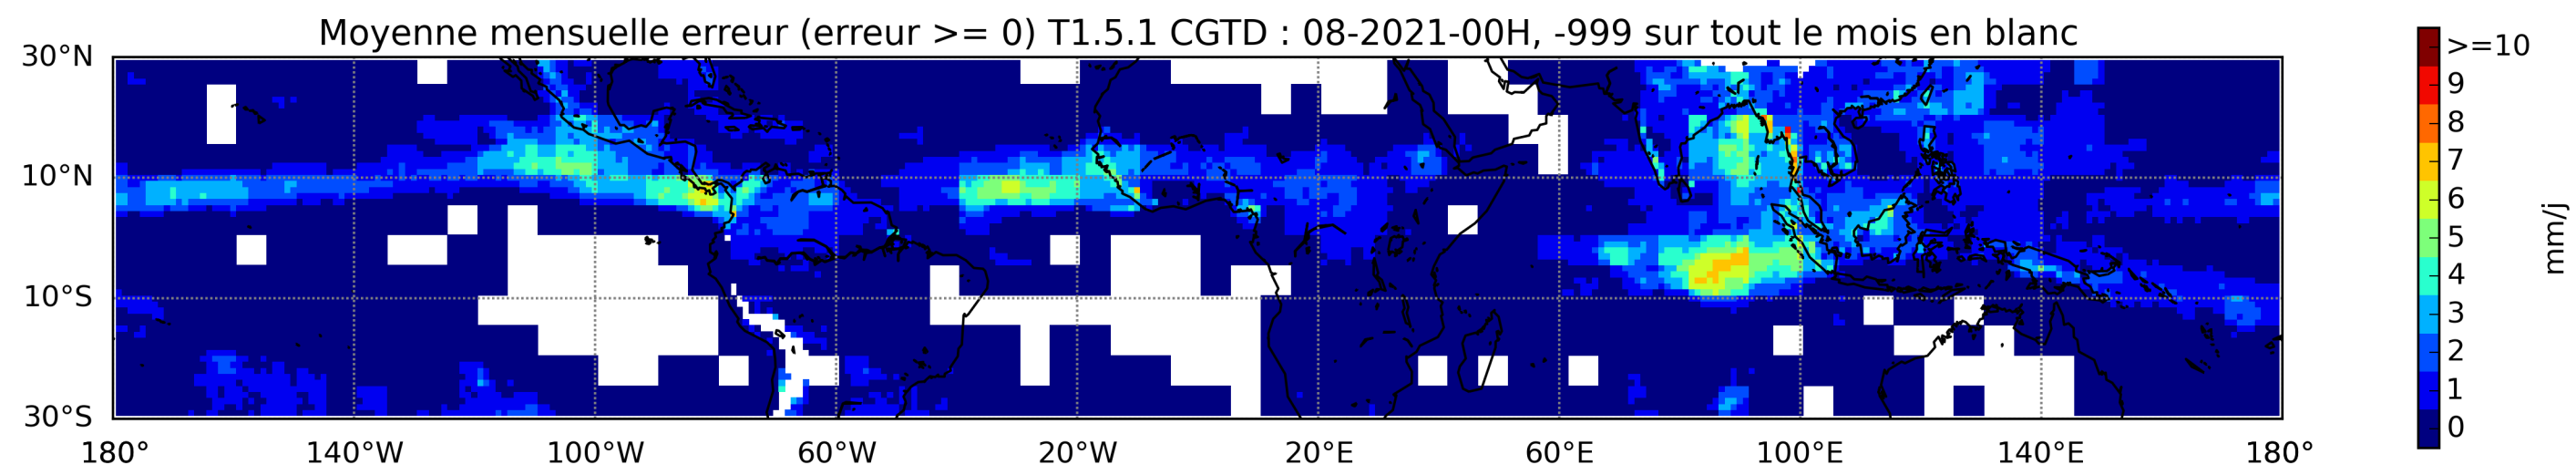 Moyenne mensuelle erreur (erreur >= 0) T1.5.1 CGTD : 08-2021-00H, -999 sur tout le mois en blanc
30°N
10°N
10°S
30°S
180° 140°W 100°W 60°W 20°W 20°E 60°E 100°E 140°E 180°
>=10
9
8
7
6
5
4
3
2
1
0
mm/j